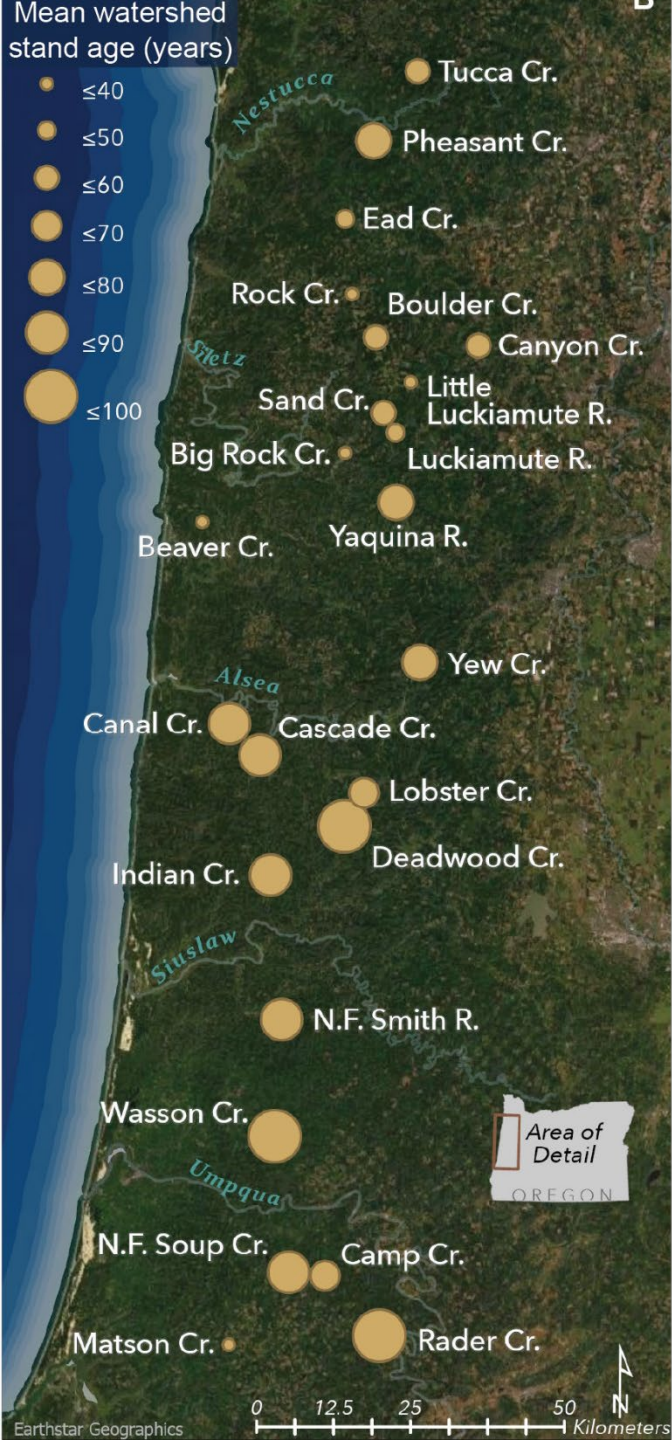 B
Mean watershed
stand age (years)
≤40
≤50
≤60
≤70
≤80
≤90
≤100
Tucca Cr.
Nestucca
Pheasant Cr.
Ead Cr.
Rock Cr.
Boulder Cr.
Canyon Cr.
Siletz
Little
Luckiamute R.
Sand Cr.
Luckiamute R.
Big Rock Cr.
Yaquina R.
Beaver Cr.
Yew Cr.
Alsea
Canal Cr.
Cascade Cr.
Lobster Cr.
Deadwood Cr.
Indian Cr.
Siuslaw
N.F. Smith R.
Wasson Cr.
Area of
Detail
OREGON
Umpqua
N.F. Soup Cr.
Camp Cr.
Rader Cr.
Matson Cr.
N
0 12.5 25 50
Kilometers
Earthstar Geographics